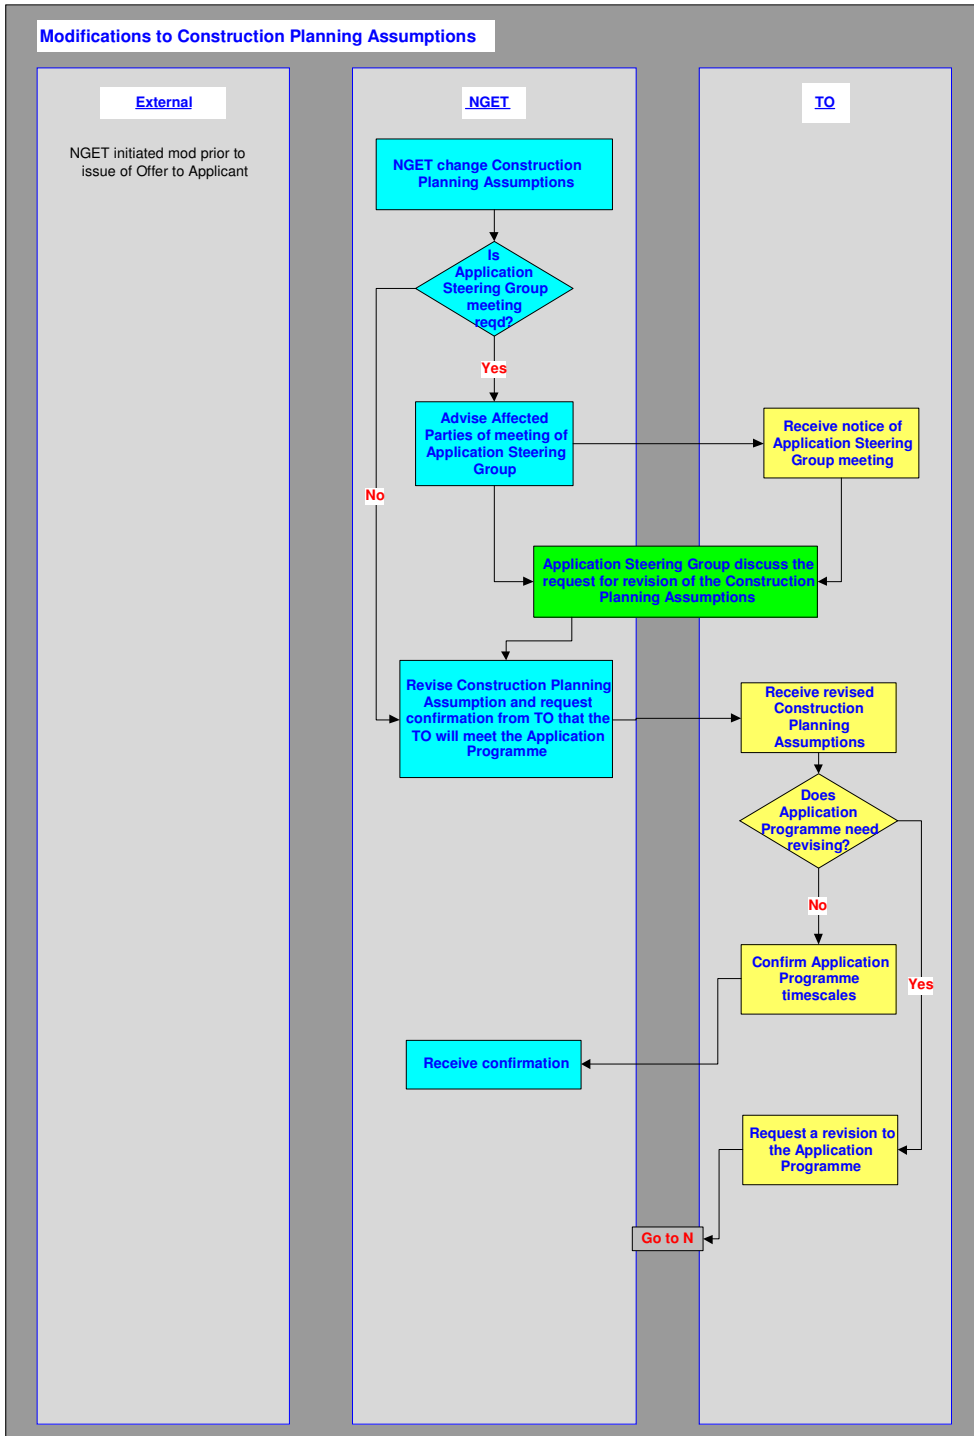 Modifications to Construction Planning Assumptions
External
NGET
TO
NGET initiated mod prior to
issue of Offer to Applicant
NGET change Construction
Planning Assumptions
Is
Application
Steering Group
meeting
reqd?
Yes
Advise Affected
Parties of meeting of
Application Steering
Group
Receive notice of
Application Steering
Group meeting
No
Application Steering Group discuss the
request for revision of the Construction
Planning Assumptions
Revise Construction Planning
Assumption and request
confirmation from TO that the
TO will meet the Application
Programme
Receive revised
Construction
Planning
Assumptions
Does
Application
Programme need
revising?
No
Confirm Application
Programme
timescales
Yes
Receive confirmation
Request a revision to
the Application
Programme
Go to N